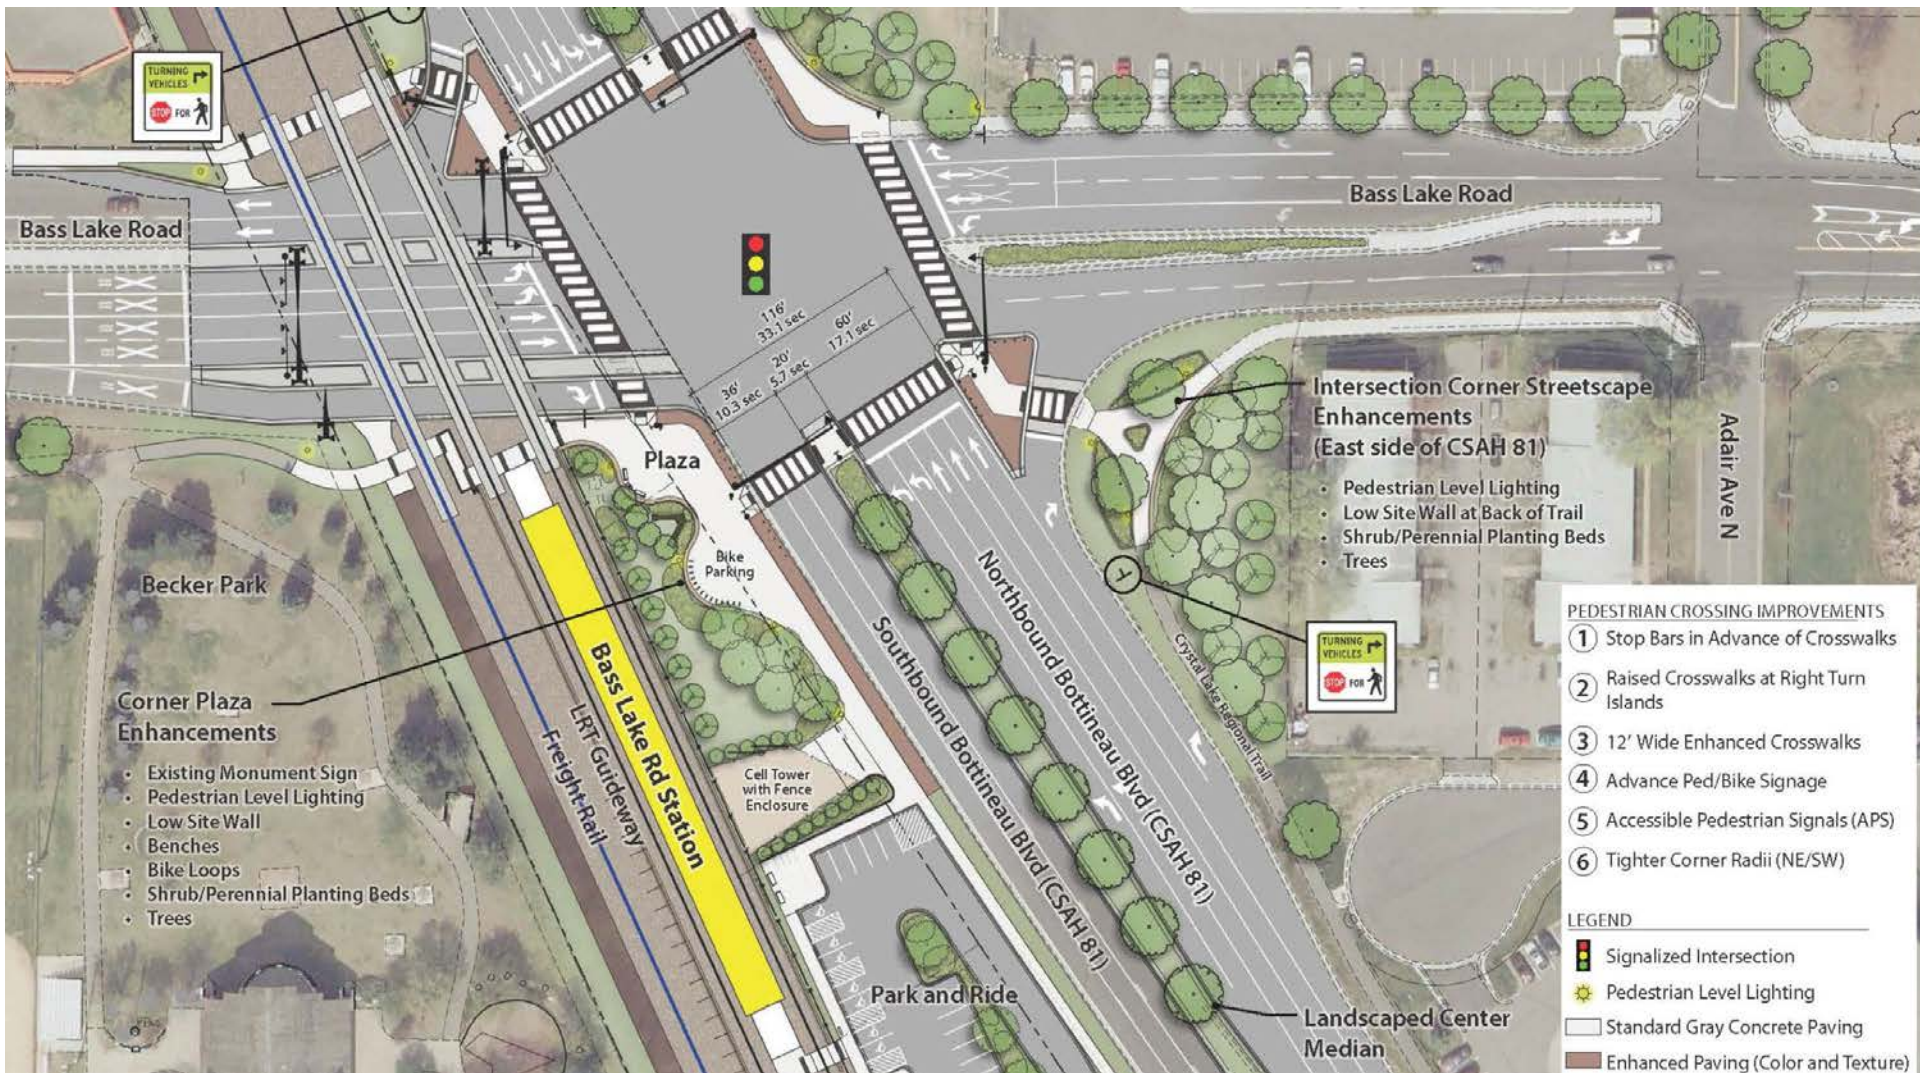 TURNING
VEHICLES
STOP FOR
Bass Lake Road
Bass Lake Road
116'
33.1 sec
60'
17.1 sec
20'
5.7 sec
36'
10.3 sec
Plaza
Bike
Parking
Intersection Corner Streetscape
Enhancements
(East side of CSAH 81)
• Pedestrian Level Lighting
• Low Site Wall at Back of Trail
• Shrub/Perennial Planting Beds
• Trees
Adair Ave N
Becker Park
Corner Plaza
Enhancements
• Existing Monument Sign
• Pedestrian Level Lighting
• Low Site Wall
• Benches
• Bike Loops
• Shrub/Perennial Planting Beds
• Trees
Freight Rail
LRT Guideway
Bass Lake Rd Station
Cell Tower
with Fence
Enclosure
Southbound Bottineau Blvd (CSAH 81)
Northbound Bottineau Blvd (CSAH 81)
Crystal Lake Regional Trail
TURNING
VEHICLES
STOP FOR
Park and Ride
Landscaped Center
Median
PEDESTRIAN CROSSING IMPROVEMENTS
1 Stop Bars in Advance of Crosswalks
2 Raised Crosswalks at Right Turn
Islands
3 12' Wide Enhanced Crosswalks
4 Advance Ped/Bike Signage
5 Accessible Pedestrian Signals (APS)
6 Tighter Corner Radii (NE/SW)
LEGEND
Signalized Intersection
Pedestrian Level Lighting
Standard Gray Concrete Paving
Enhanced Paving (Color and Texture)